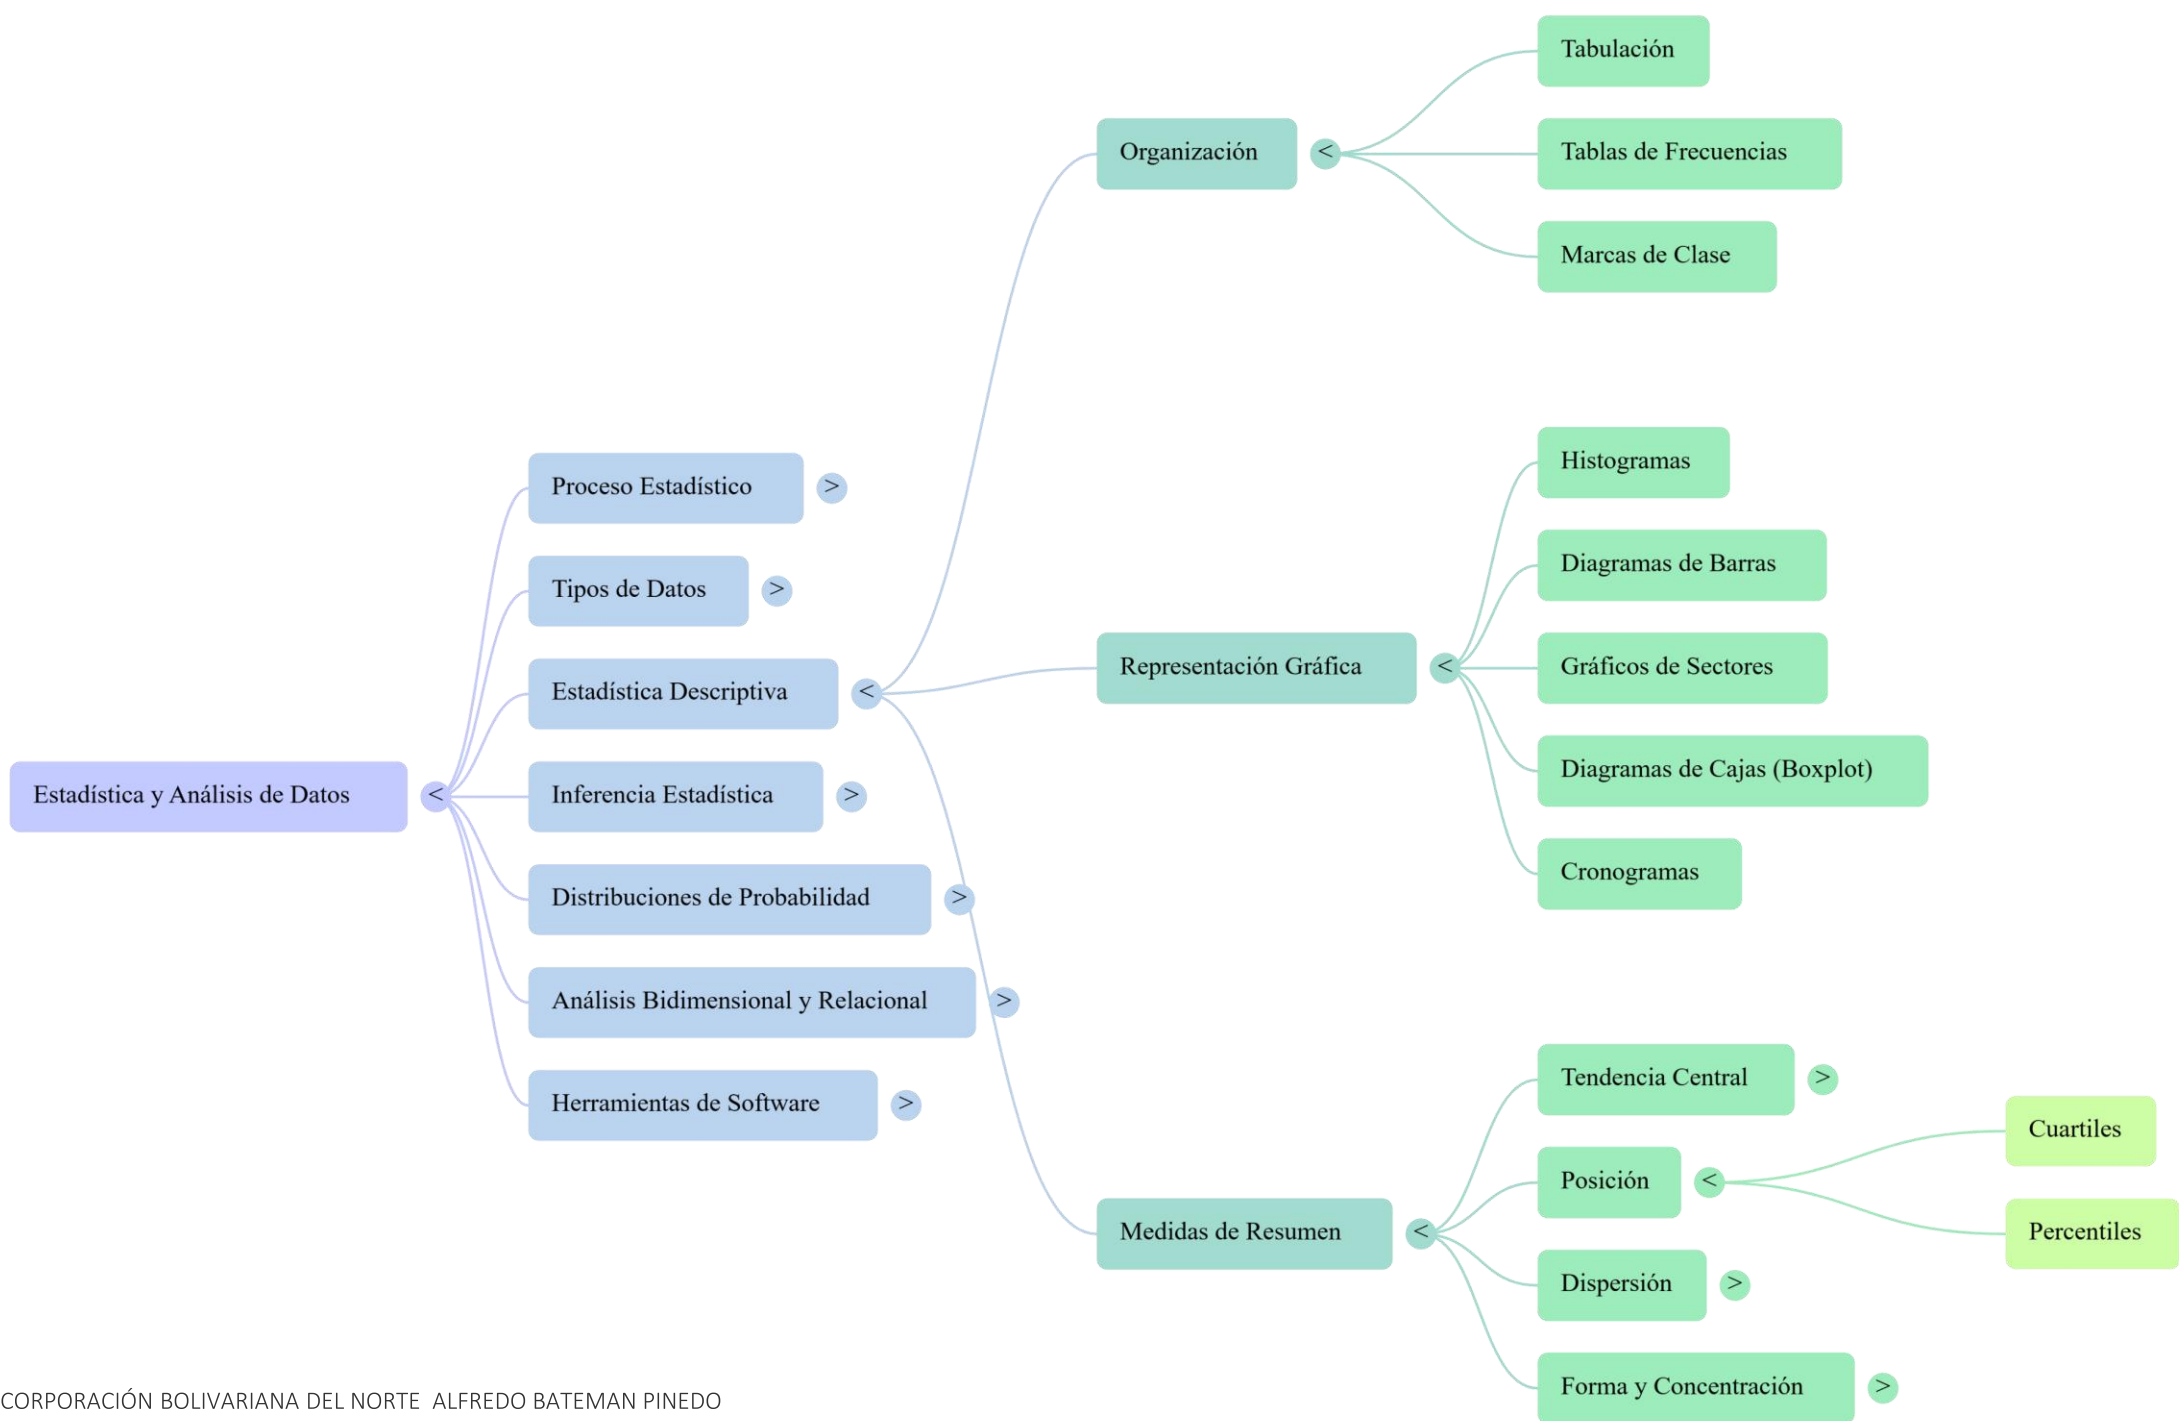 Estadística y Análisis de Datos
<
Proceso Estadístico
>
Tipos de Datos
>
Estadística Descriptiva
<
Inferencia Estadística
>
Distribuciones de Probabilidad
>
Análisis Bidimensional y Relacional
>
Herramientas de Software
>
Organización
<
Tabulación
Tablas de Frecuencias
Marcas de Clase
Representación Gráfica
<
Histogramas
Diagramas de Barras
Gráficos de Sectores
Diagramas de Cajas (Boxplot)
Cronogramas
Medidas de Resumen
<
Tendencia Central
>
Posición
<
Cuartiles
Percentiles
Dispersión
>
Forma y Concentración
>
CORPORACIÓN BOLIVARIANA DEL NORTE ALFREDO BATEMAN PINEDO